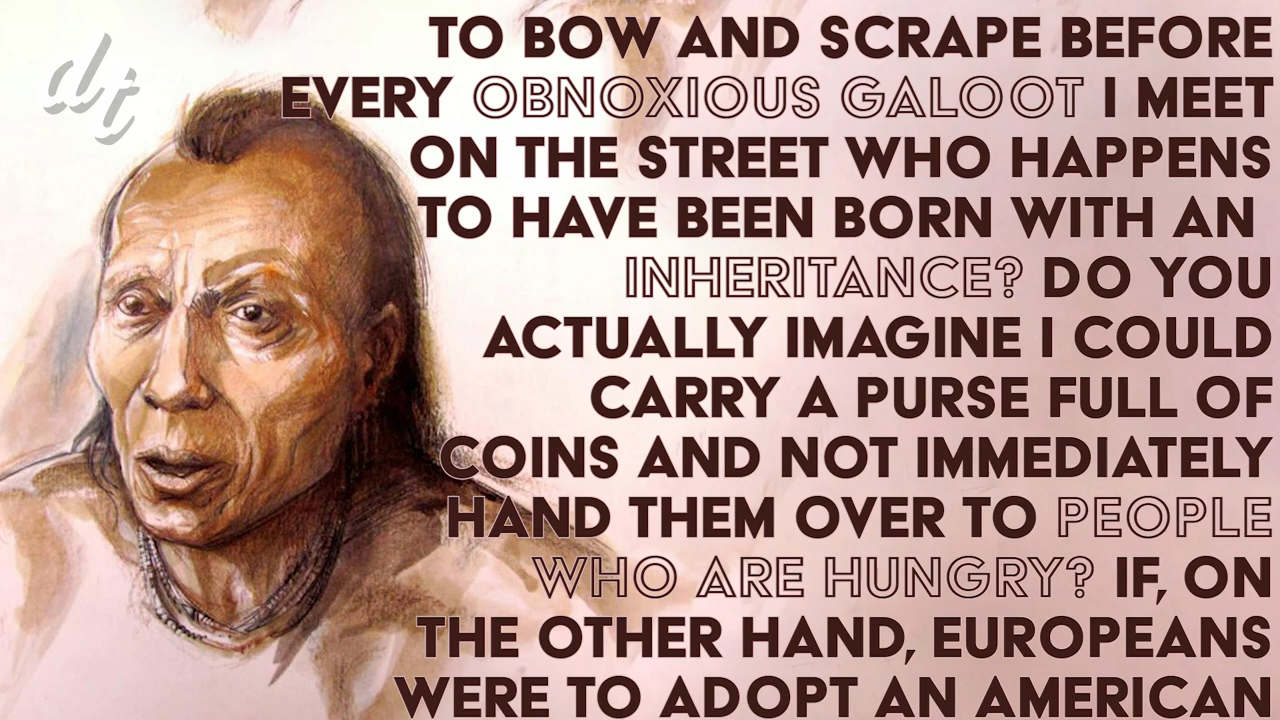 dt
TO BOW AND SCRAPE BEFORE
EVERY OBNOXIOUS GALOOT I MEET
ON THE STREET WHO HAPPENS
TO HAVE BEEN BORN WITH AN
INHERITANCE? DO YOU
ACTUALLY IMAGINE I COULD
CARRY A PURSE FULL OF
COINS AND NOT IMMEDIATELY
HAND THEM OVER TO PEOPLE
WHO ARE HUNGRY? IF, ON
THE OTHER HAND, EUROPEANS
WERE TO ADOPT AN AMERICAN